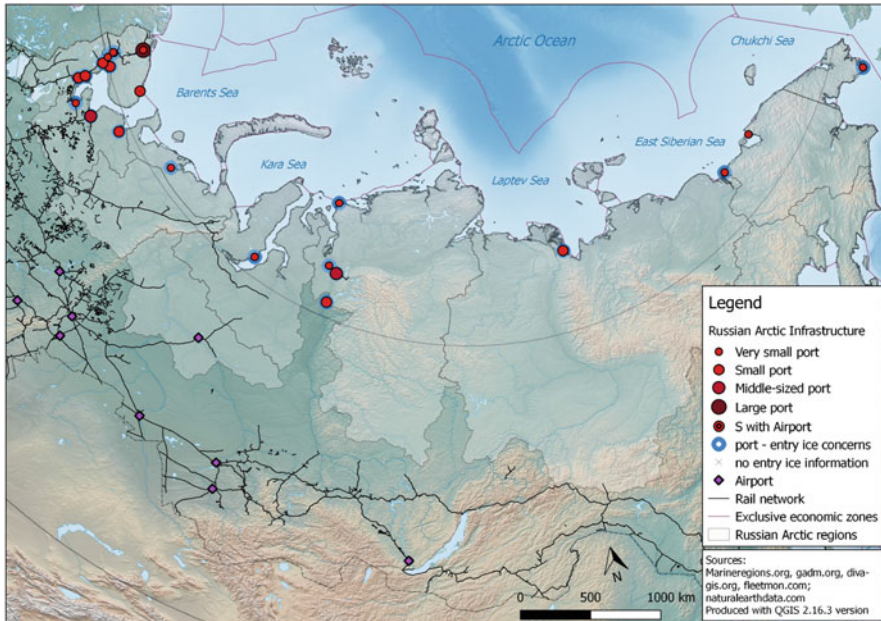 Arctic Ocean
Chukchi Sea
Barents Sea
East Siberian Sea
Kara Sea
Laptev Sea
Legend
Russian Arctic Infrastructure
Very small port
Small port
Middle-sized port
Large port
S with Airport
port - entry ice concerns
no entry ice information
Airport
Rail network
Exclusive economic zones
Russian Arctic regions
N
0 500 1000 km
Sources:
Marineregions.org, gadm.org, diva-
gis.org, fleetmon.com;
naturalearthdata.com
Produced with QGIS 2.16.3 version